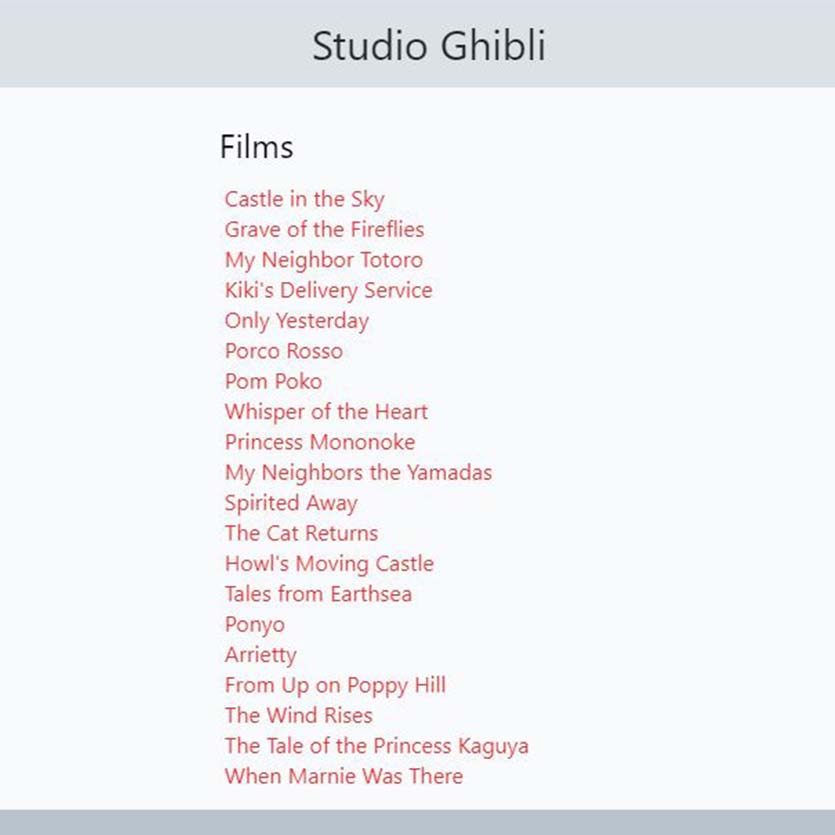 Studio Ghibli
Films
Castle in the Sky
Grave of the Fireflies
My Neighbor Totoro
Kiki's Delivery Service
Only Yesterday
Porco Rosso
Pom Poko
Whisper of the Heart
Princess Mononoke
My Neighbors the Yamadas
Spirited Away
The Cat Returns
Howl's Moving Castle
Tales from Earthsea
Ponyo
Arrietty
From Up on Poppy Hill
The Wind Rises
The Tale of the Princess Kaguya
When Marnie Was There